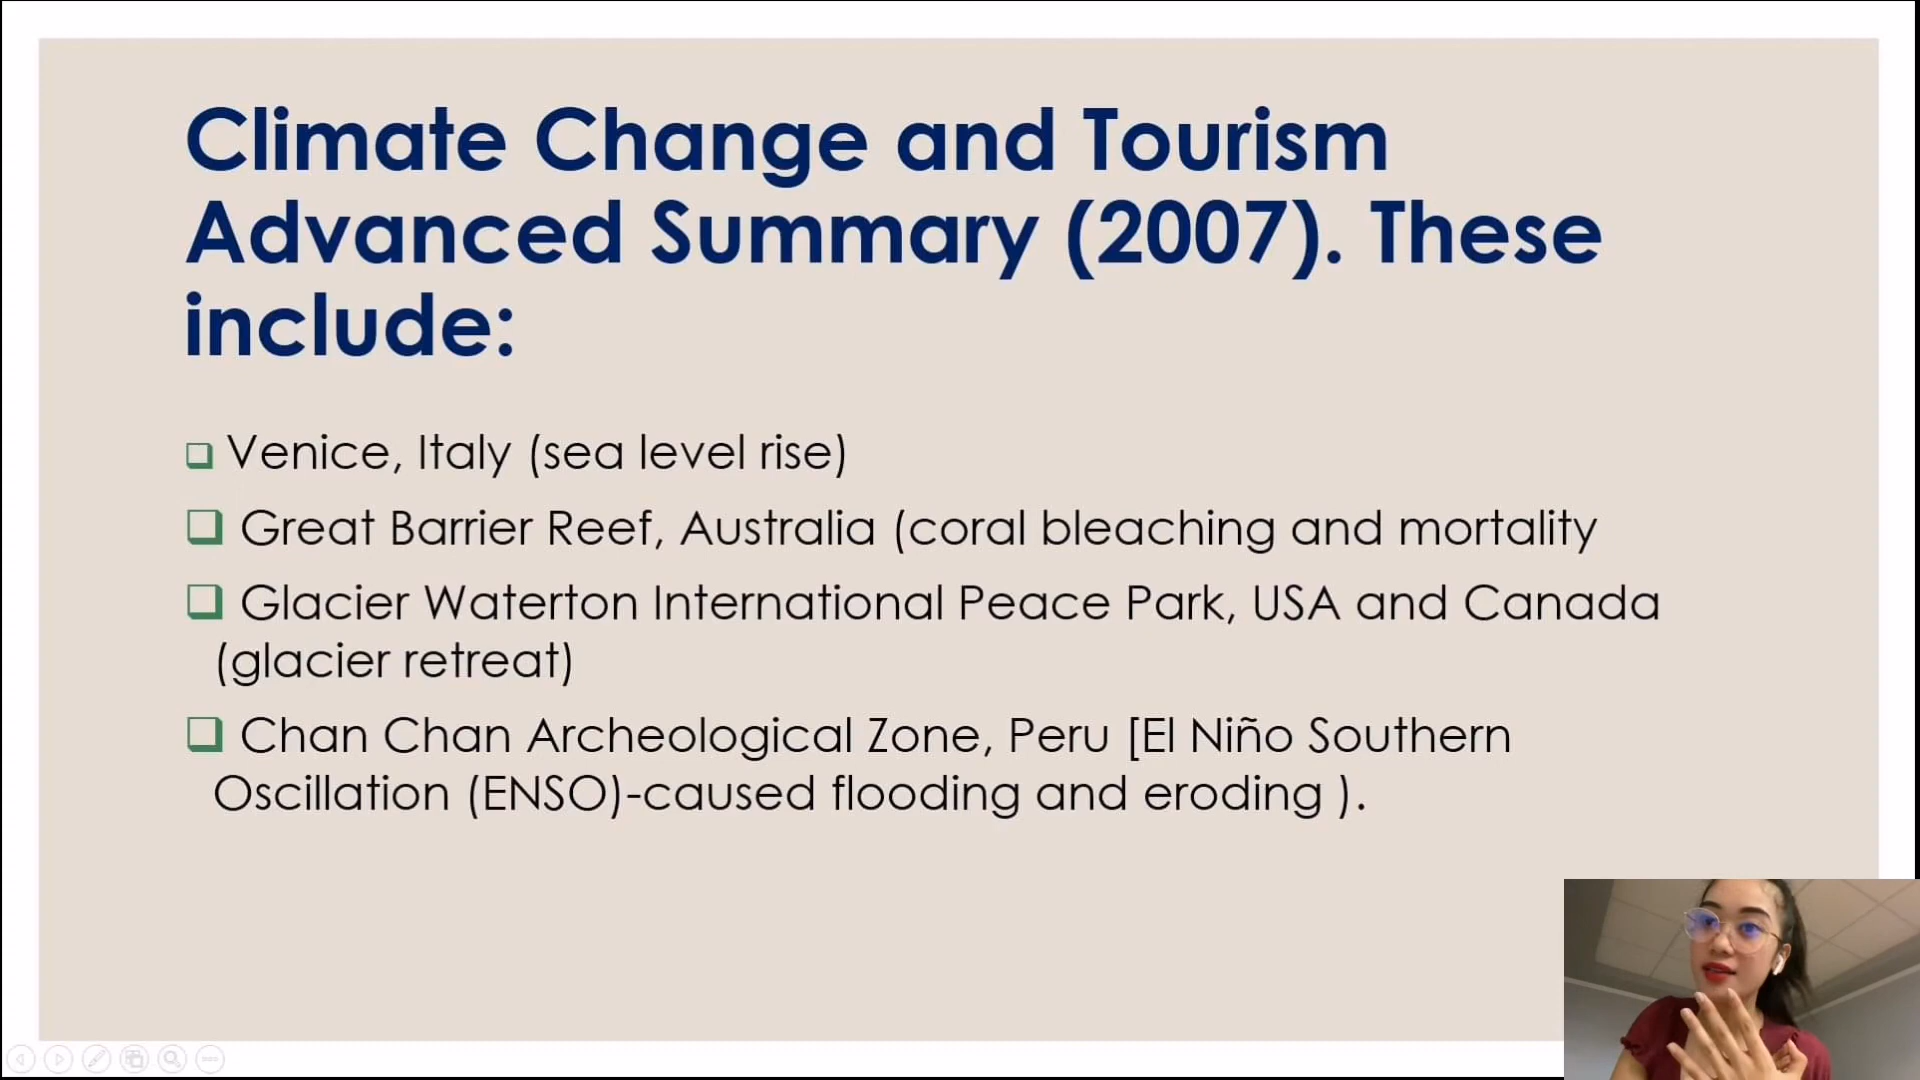 Climate Change and Tourism
Advanced Summary (2007). These
include:
Venice, Italy (sea level rise)
Great Barrier Reef, Australia (coral bleaching and mortality
Glacier Waterton International Peace Park, USA and Canada
(glacier retreat)
Chan Chan Archeological Zone, Peru [El Niño Southern
Oscillation (ENSO)-caused flooding and eroding ).